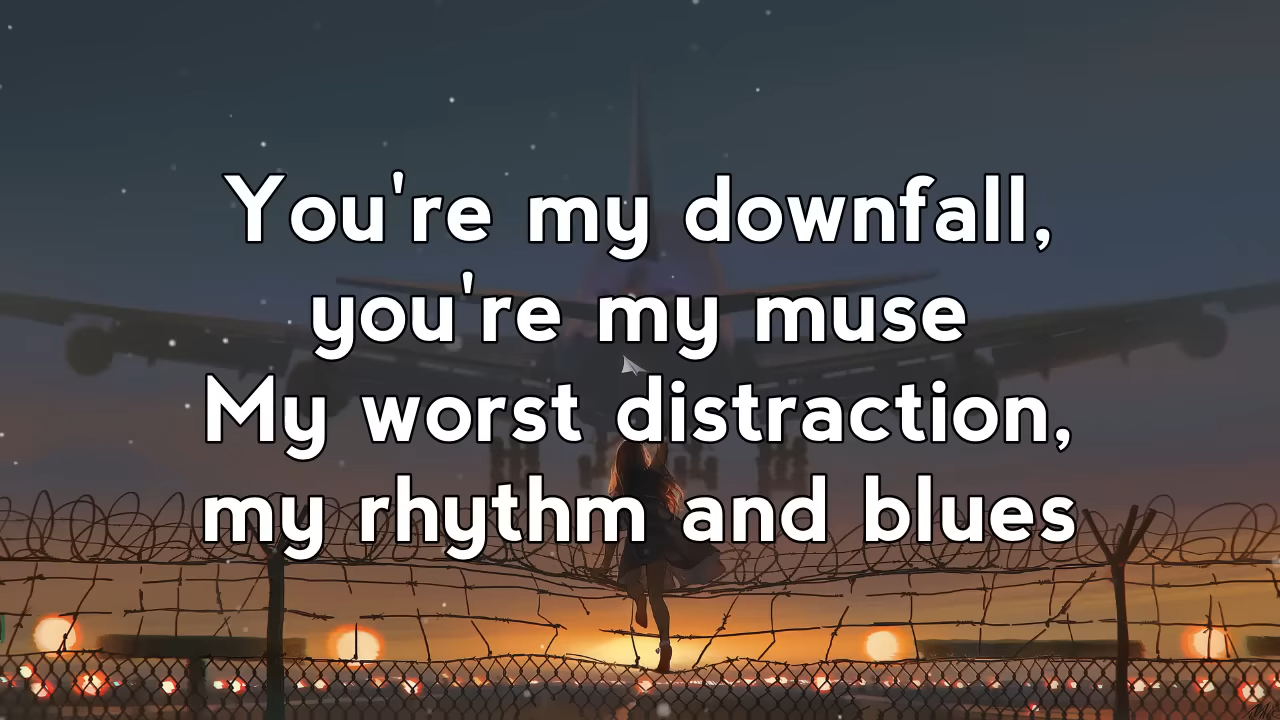 You're my downfall,
you're my muse
My worst distraction,
my rhythm and blues